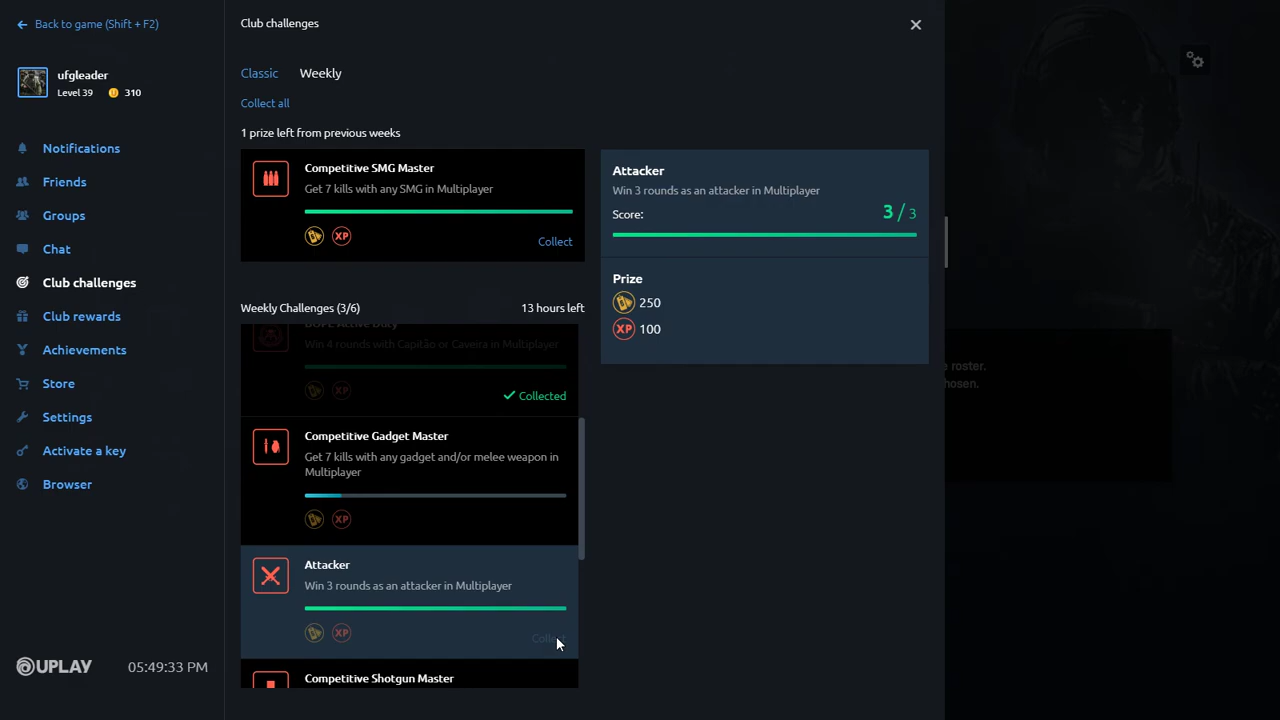 Back to game (Shift + F2)
ufgleader
Level 39 310
Notifications
Friends
Groups
Chat
Club challenges
Club rewards
Achievements
Store
Settings
Activate a key
Browser
UPLAY 05:49:33 PM
Club challenges
Classic Weekly
Collect all
1 prize left from previous weeks
Competitive SMG Master
Get 7 kills with any SMG in Multiplayer
XP
Collect
Weekly Challenges (3/6) 13 hours left
BOPE Active Duty
Win 4 rounds with Capitão or Caveira in Multiplayer
XP
Collected
Competitive Gadget Master
Get 7 kills with any gadget and/or melee weapon in
Multiplayer
XP
Attacker
Win 3 rounds as an attacker in Multiplayer
XP
Collect
Competitive Shotgun Master
Attacker
Win 3 rounds as an attacker in Multiplayer
Score: 3 / 3
Prize
250
XP 100
e roster.
hosen.